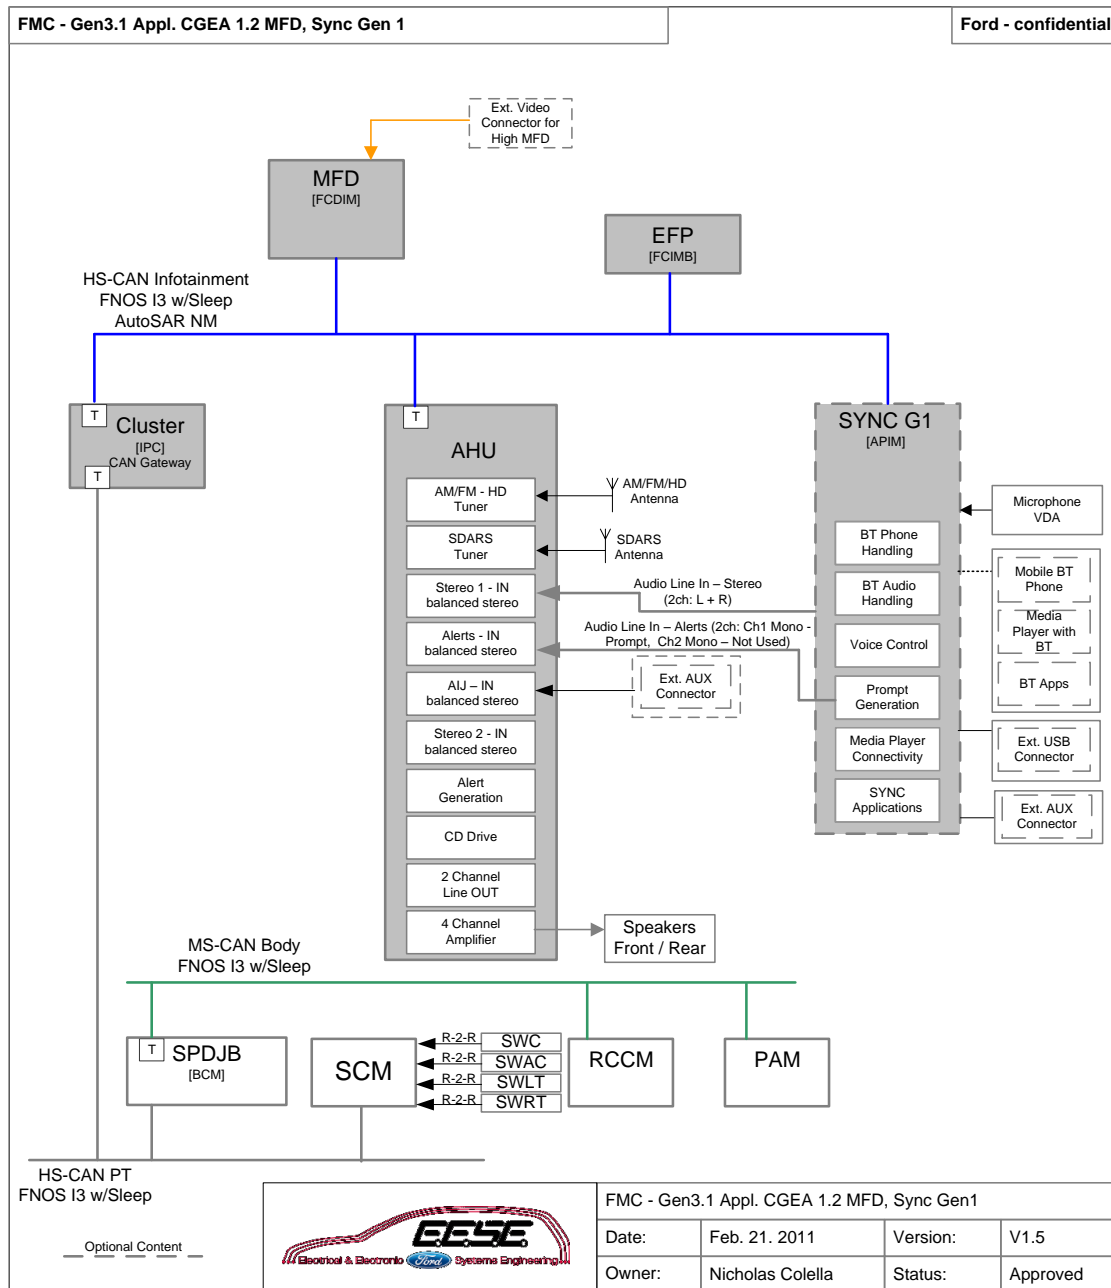 FMC - Gen3.1 Appl. CGEA 1.2 MFD, Sync Gen 1
Ford - confidential
Ext. Video
Connector for
High MFD
MFD
[FCDIM]
EFP
[FCIMB]
HS-CAN Infotainment
FNOS I3 w/Sleep
AutoSAR NM
T
Cluster
[IPC]
CAN Gateway
T
T
AHU
AM/FM - HD
Tuner
SDARS
Tuner
Stereo 1 - IN
balanced stereo
Alerts - IN
balanced stereo
AIJ – IN
balanced stereo
Stereo 2 - IN
balanced stereo
Alert
Generation
CD Drive
2 Channel
Line OUT
4 Channel
Amplifier
AM/FM/HD
Antenna
SDARS
Antenna
Audio Line In – Stereo
(2ch: L + R)
Audio Line In – Alerts (2ch: Ch1 Mono -
Prompt, Ch2 Mono – Not Used)
Ext. AUX
Connector
Speakers
Front / Rear
SYNC G1
[APIM]
BT Phone
Handling
BT Audio
Handling
Voice Control
Prompt
Generation
Media Player
Connectivity
SYNC
Applications
Microphone
VDA
Mobile BT
Phone
Media
Player with
BT
BT Apps
Ext. USB
Connector
Ext. AUX
Connector
MS-CAN Body
FNOS I3 w/Sleep
T
SPDJB
[BCM]
SCM
R-2-R
SWC
R-2-R
SWAC
R-2-R
SWLT
R-2-R
SWRT
RCCM
PAM
HS-CAN PT
FNOS I3 w/Sleep
Optional Content
EESE
Electrical & Electronic Ford Systems Engineering
FMC - Gen3.1 Appl. CGEA 1.2 MFD, Sync Gen1
Date: Feb. 21. 2011 Version: V1.5
Owner: Nicholas Colella Status: Approved